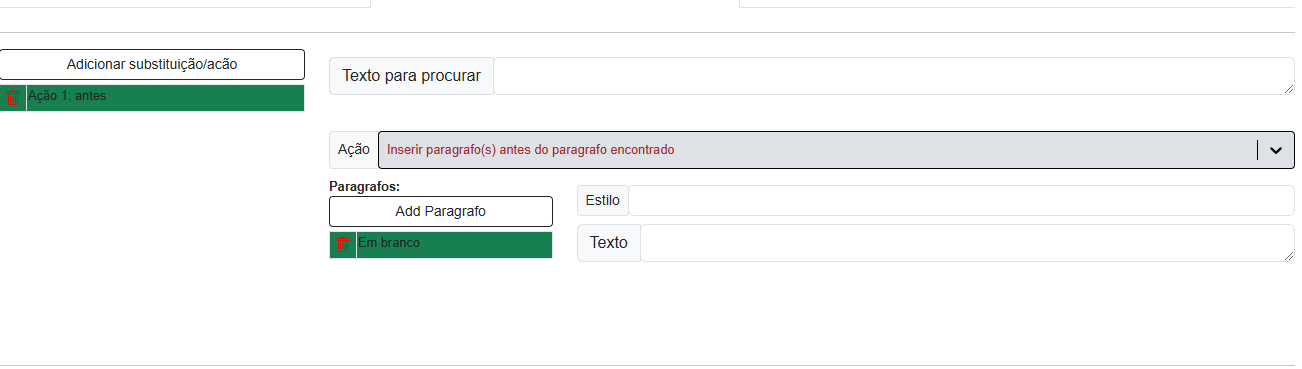 Adicionar substituição/acão
Texto para procurar
Ação 1: antes
Ação
Inserir paragrafo(s) antes do paragrafo encontrado
Paragrafos:
Add Paragrafo
Estilo
Em branco
Texto